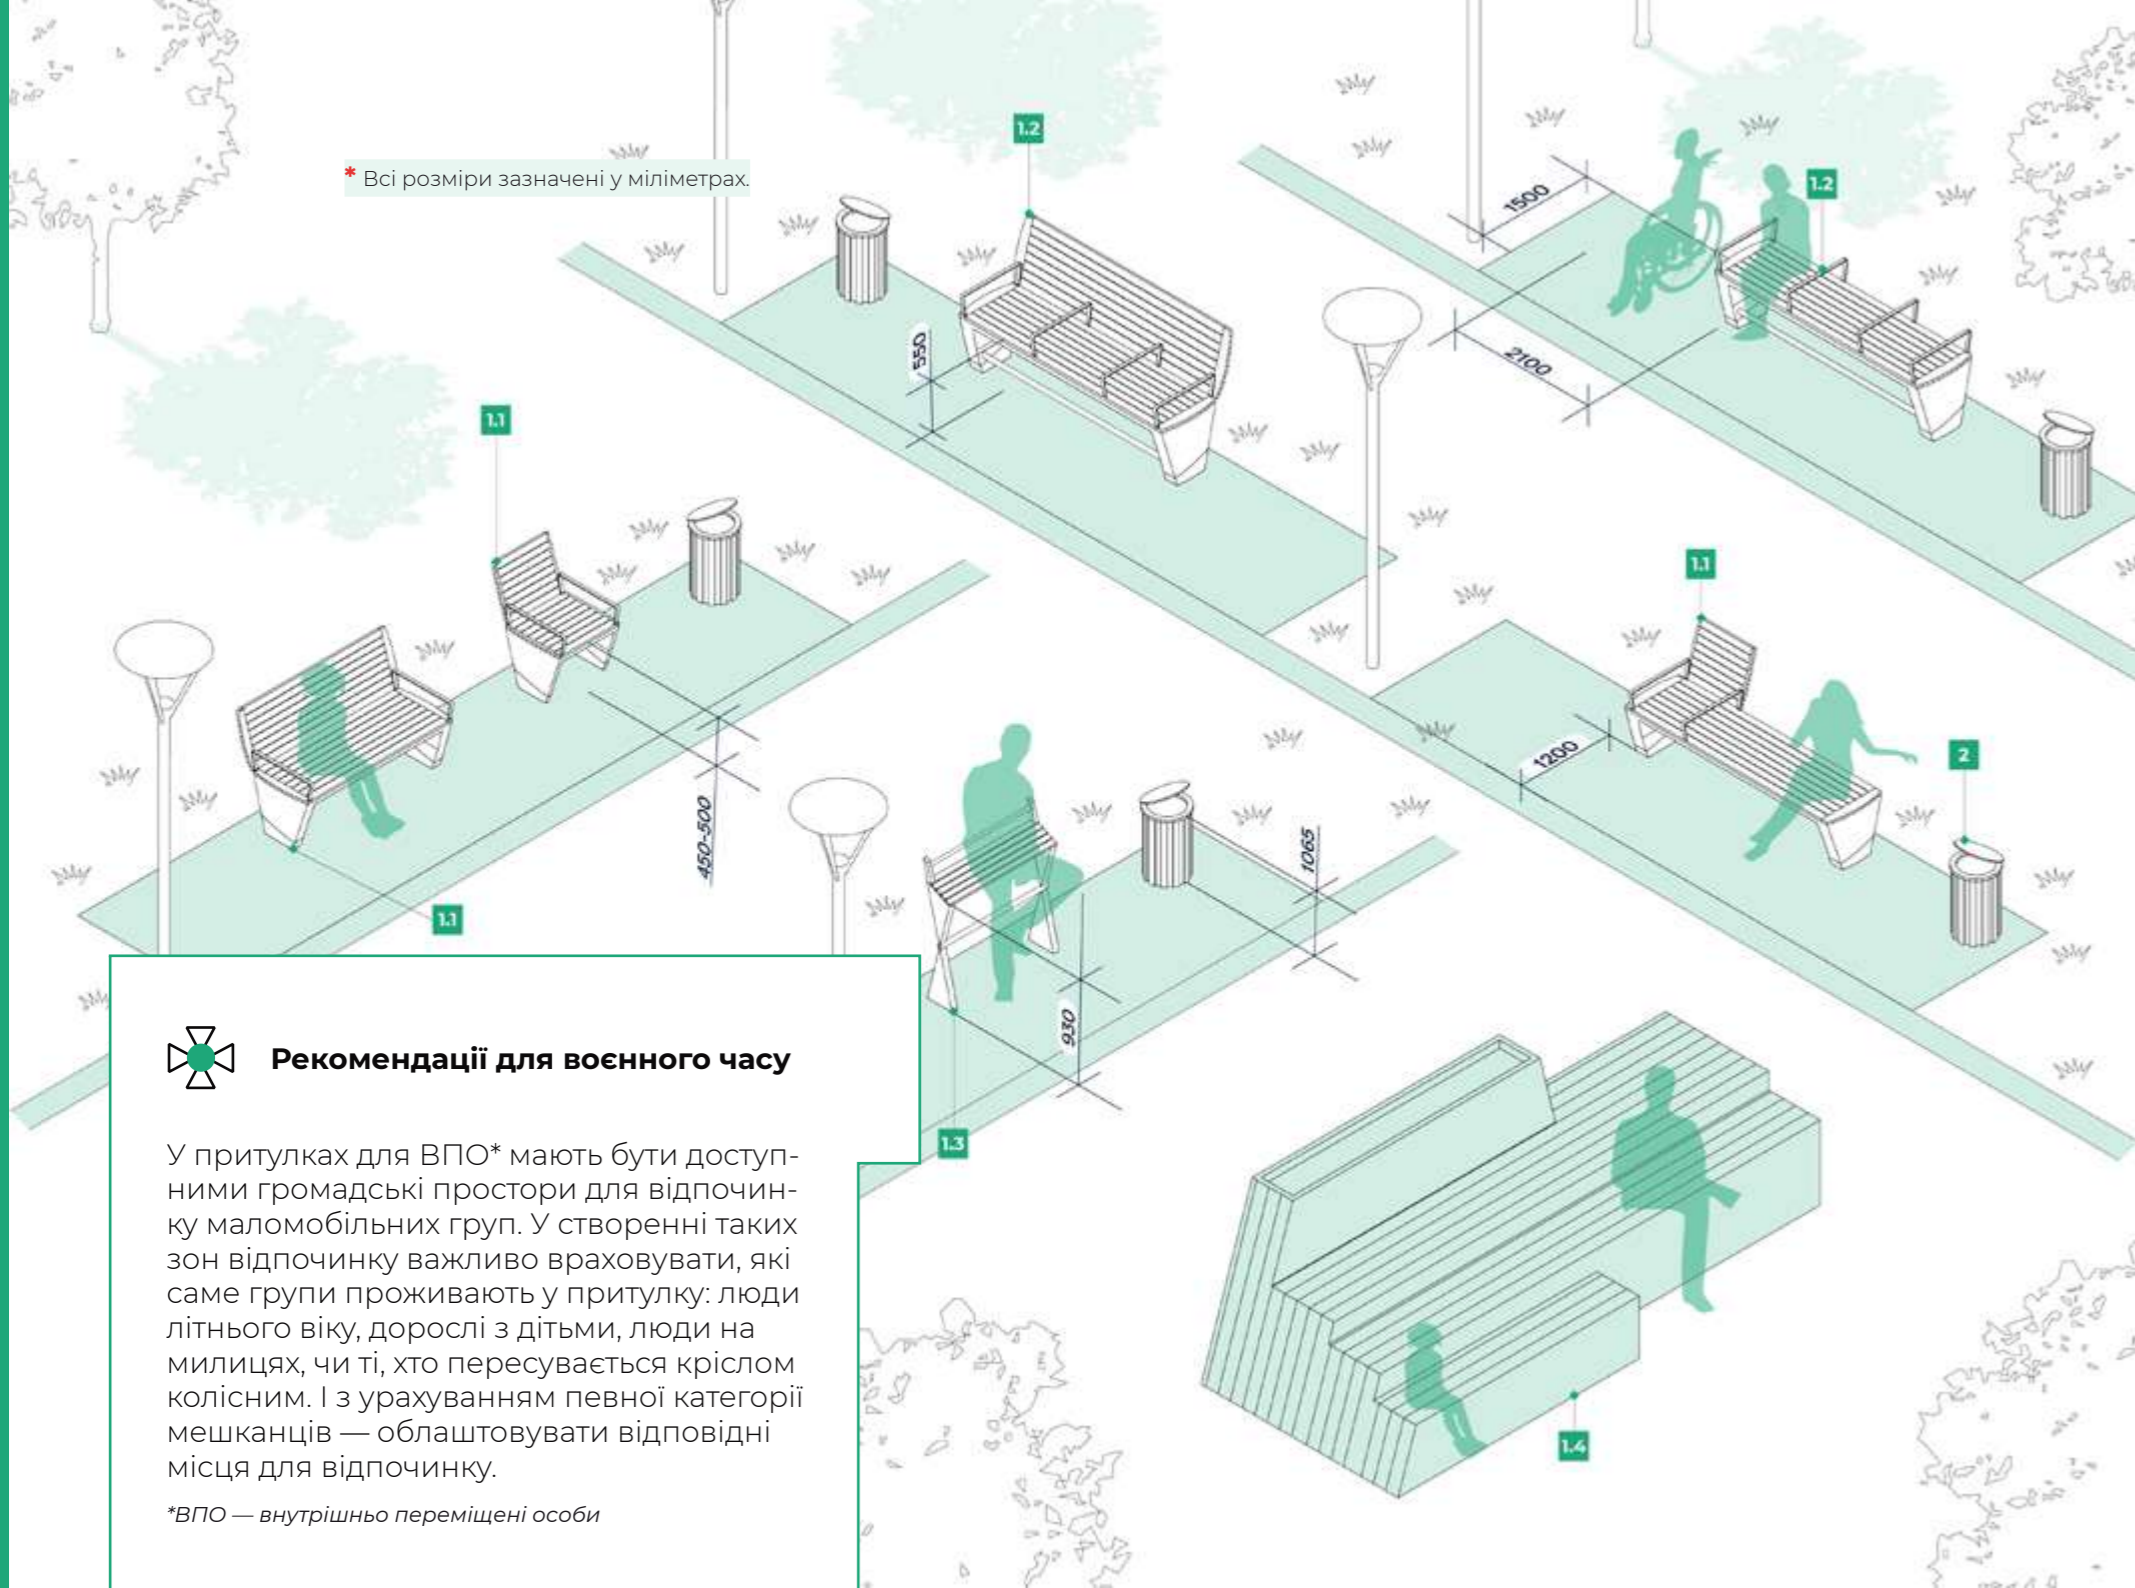 1.2
* Всі розміри зазначені у міліметрах.
1.2
1500
2100
550
1.1
1.1
1200
2
450-500
1065
1.1
930
1.3
1.4
Рекомендації для воєнного часу
У притулках для ВПО* мають бути доступ-
ними громадські простори для відпочин-
ку маломобільних груп. У створенні таких
зон відпочинку важливо враховувати, які
саме групи проживають у притулку: люди
літнього віку, дорослі з дітьми, люди на
милицях, чи ті, хто пересувається кріслом
колісним. І з урахуванням певної категорії
мешканців — облаштовувати відповідні
місця для відпочинку.
*ВПО — внутрішньо переміщені особи